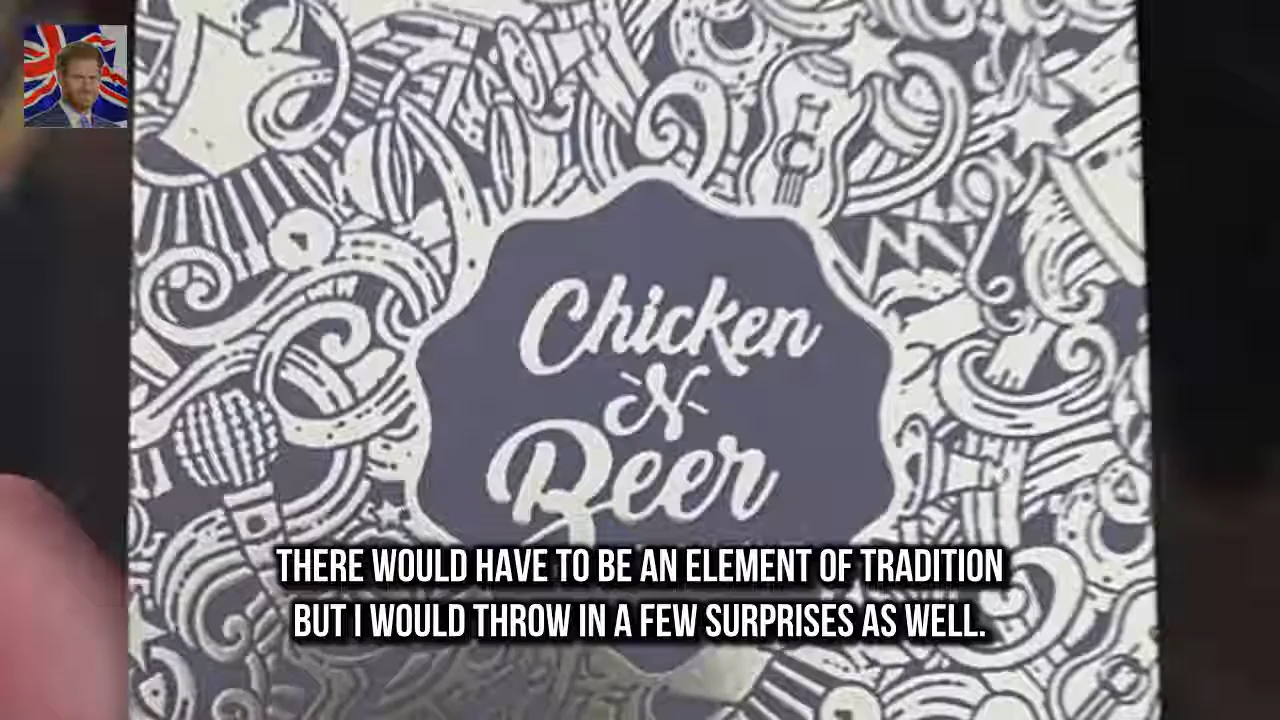 Chicken
N
Beer
THERE WOULD HAVE TO BE AN ELEMENT OF TRADITION
BUT I WOULD THROW IN A FEW SURPRISES AS WELL.